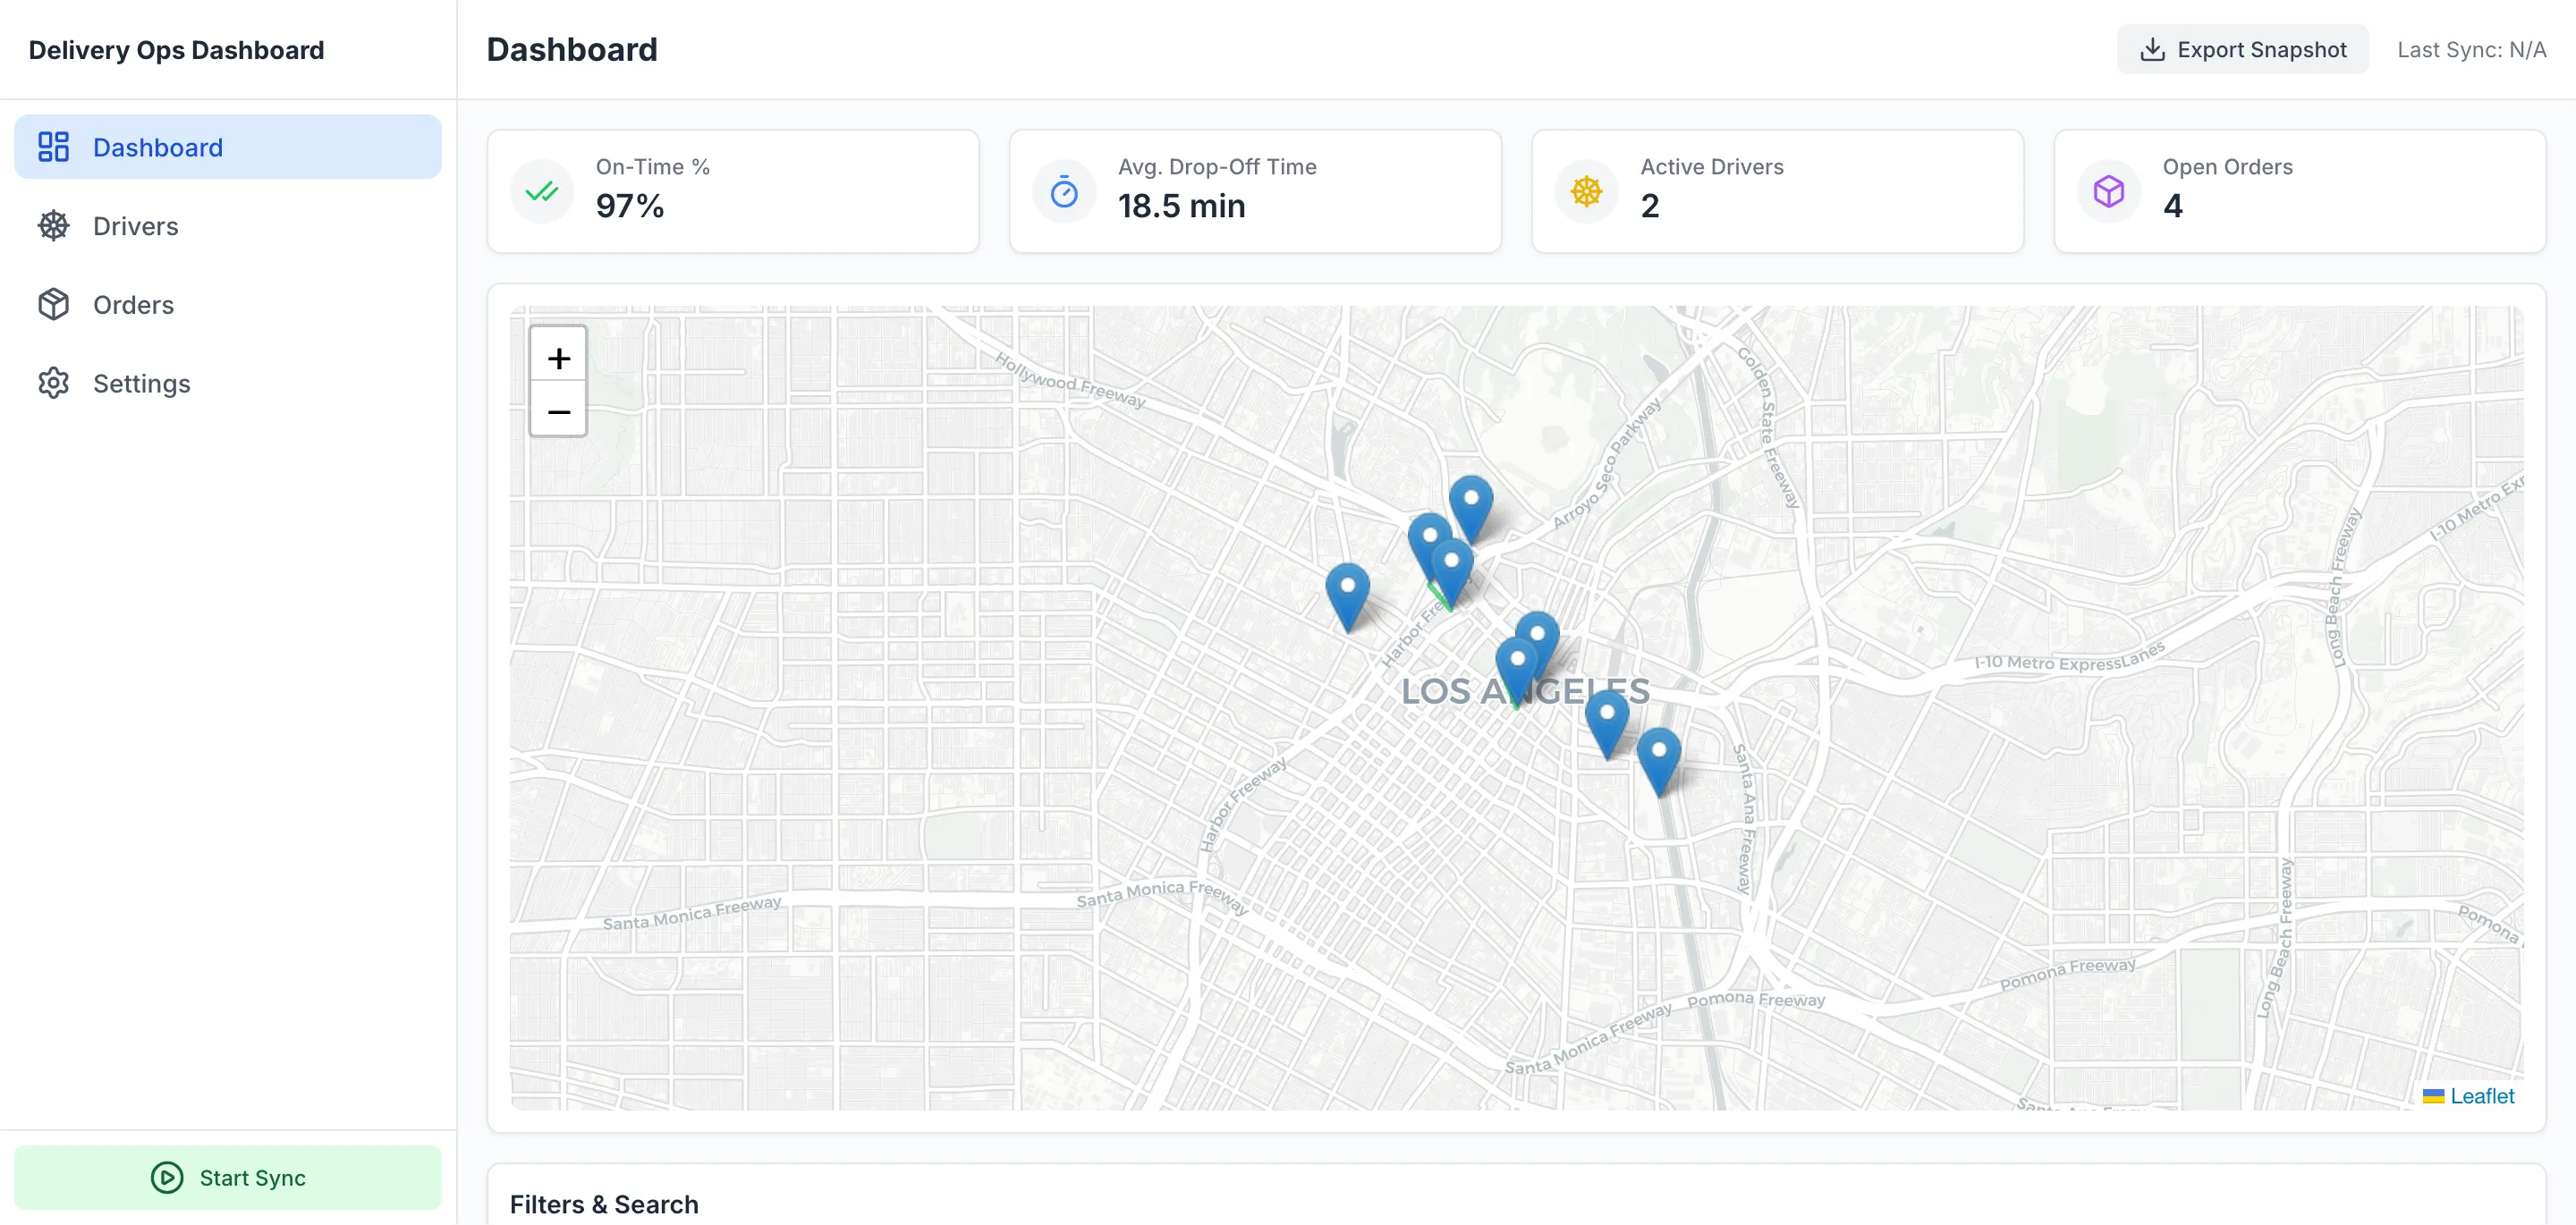 Delivery Ops Dashboard
Dashboard
Drivers
Orders
Settings
Start Sync
Dashboard
Export Snapshot
Last Sync: N/A
On-Time %
97%
Avg. Drop-Off Time
18.5 min
Active Drivers
2
Open Orders
4
+
−
Hollywood Freeway
Golden State Freeway
Arroyo Seco Parkway
I-10 Metro Exp
Long Beach Freeway
Harbor Fre
I-10 Metro ExpressLanes
LOS ANGELES
Harbor Freeway
Santa Ana Freeway
Santa Monica Freeway
Santa Monica Freeway
Long Beach Freeway
Pomona
Pomona Freeway
Pomona Freeway
Santa Monica Freeway
Leaflet
Filters & Search